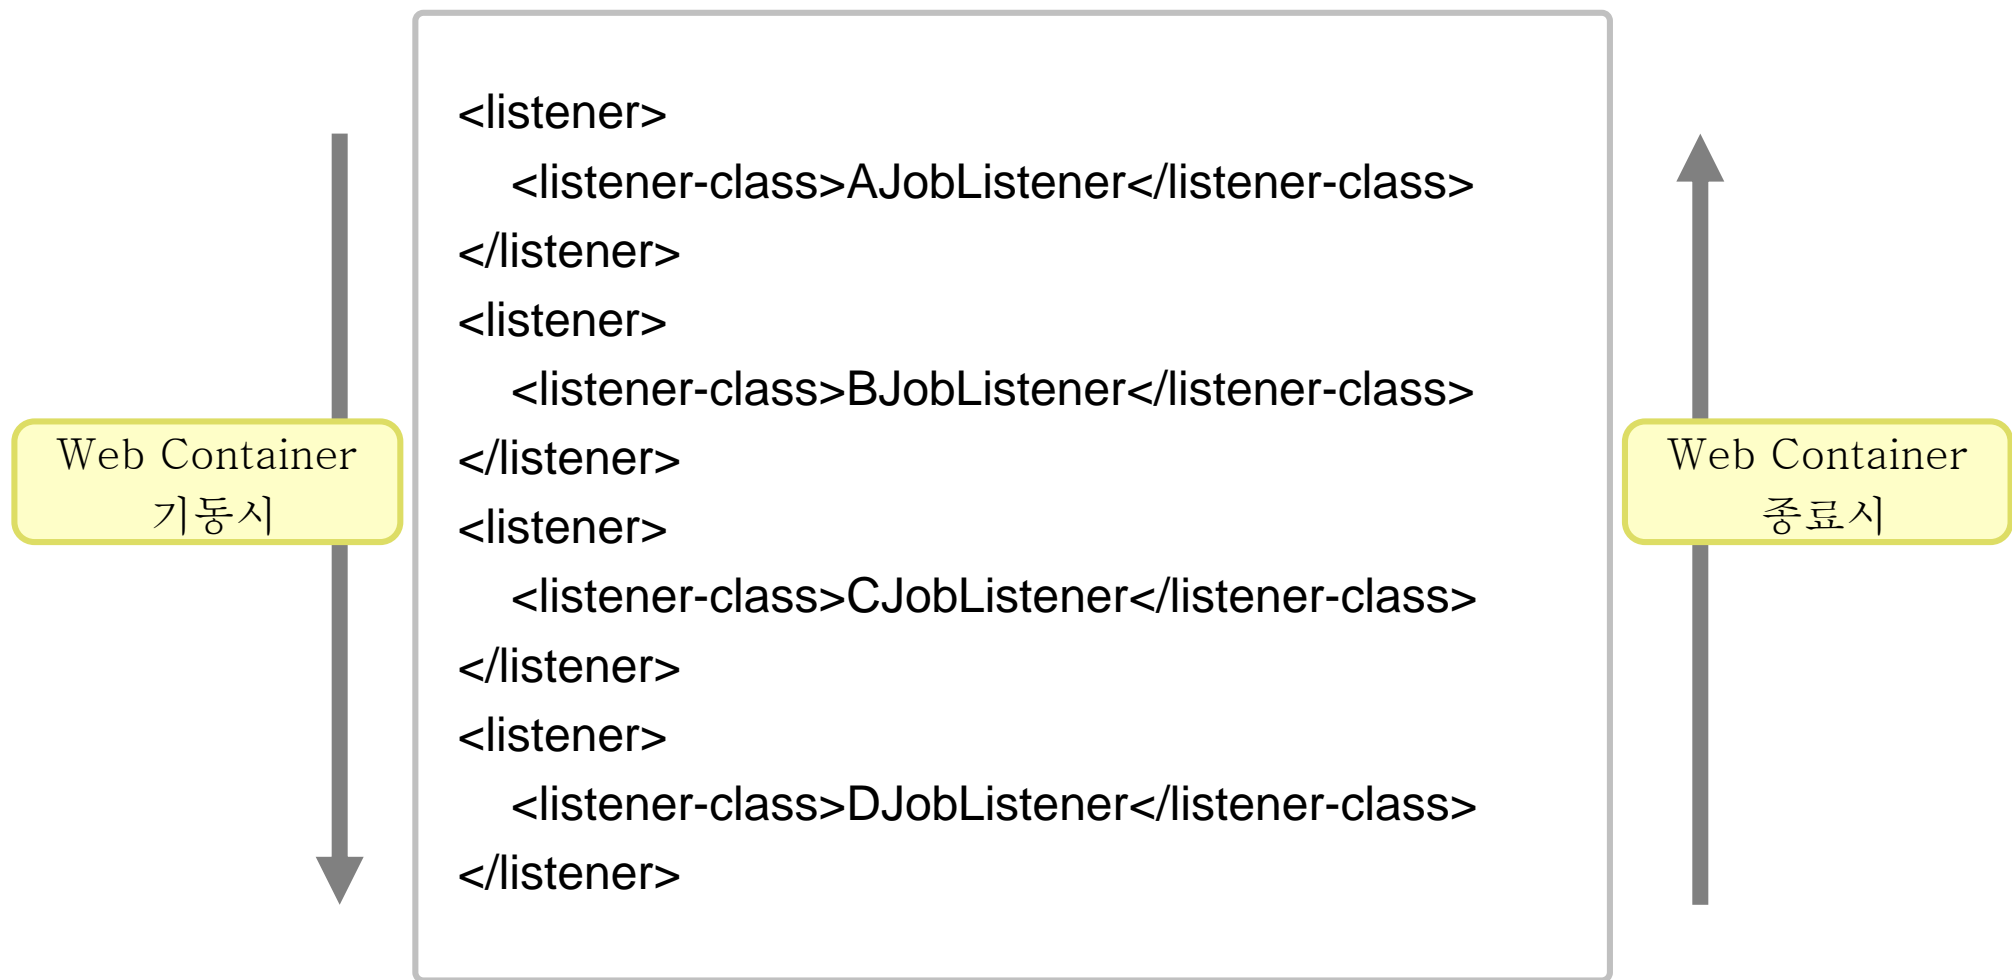 <listener>
<listener-class>AJobListener</listener-class>
</listener>
<listener>
<listener-class>BJobListener</listener-class>
</listener>
<listener>
<listener-class>CJobListener</listener-class>
</listener>
<listener>
<listener-class>DJobListener</listener-class>
</listener>
Web Container
기동시
Web Container
종료시